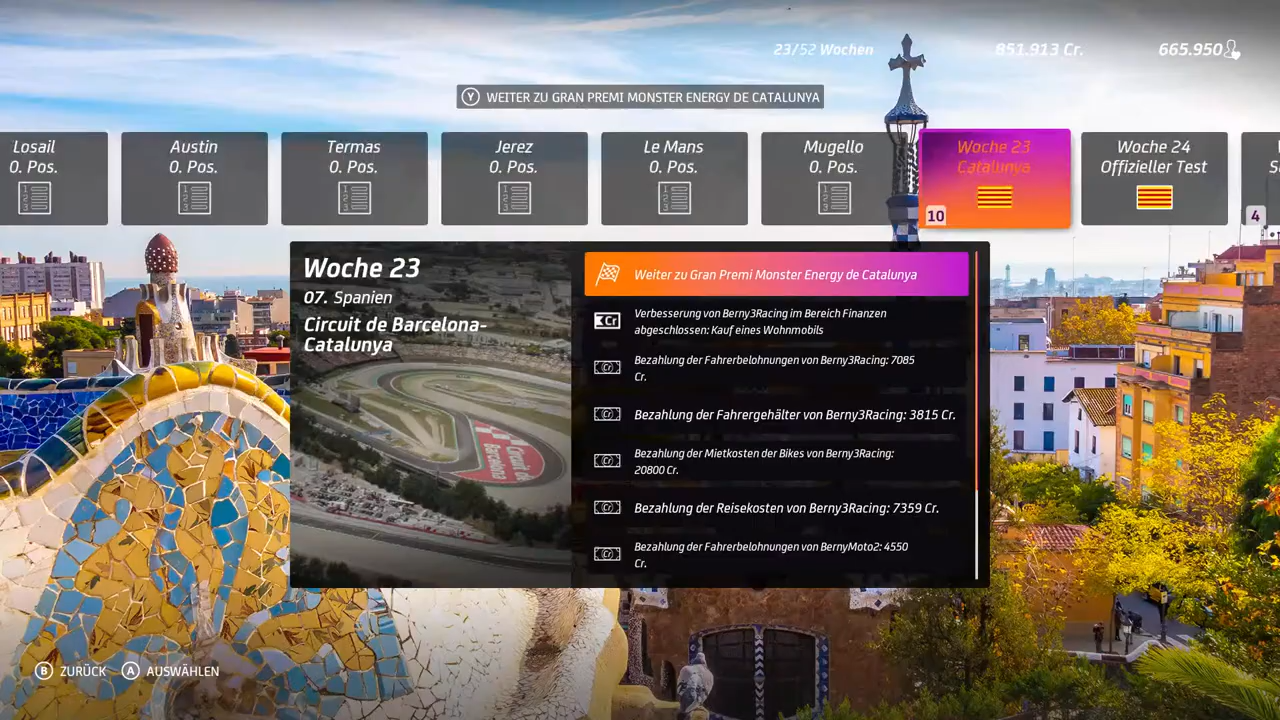 23/52 Wochen
851.913 Cr.
665.950
Y WEITER ZU GRAN PREMI MONSTER ENERGY DE CATALUNYA
Losail
0. Pos.
Austin
0. Pos.
Termas
0. Pos.
Jerez
0. Pos.
Le Mans
0. Pos.
Mugello
0. Pos.
Woche 23
Catalunya
10
Woche 24
Offizieller Test
4
Woche 23
07. Spanien
Circuit de Barcelona-
Catalunya
Weiter zu Gran Premi Monster Energy de Catalunya
Cr
Verbesserung von Berny3Racing im Bereich Finanzen
abgeschlossen: Kauf eines Wohnmobils
Bezahlung der Fahrerbelohnungen von Berny3Racing: 7085
Cr.
Bezahlung der Fahrergehälter von Berny3Racing: 3815 Cr.
Bezahlung der Mietkosten der Bikes von Berny3Racing:
20800 Cr.
Bezahlung der Reisekosten von Berny3Racing: 7359 Cr.
Bezahlung der Fahrerbelohnungen von BernyMoto2: 4550
Cr.
B ZURÜCK A AUSWÄHLEN